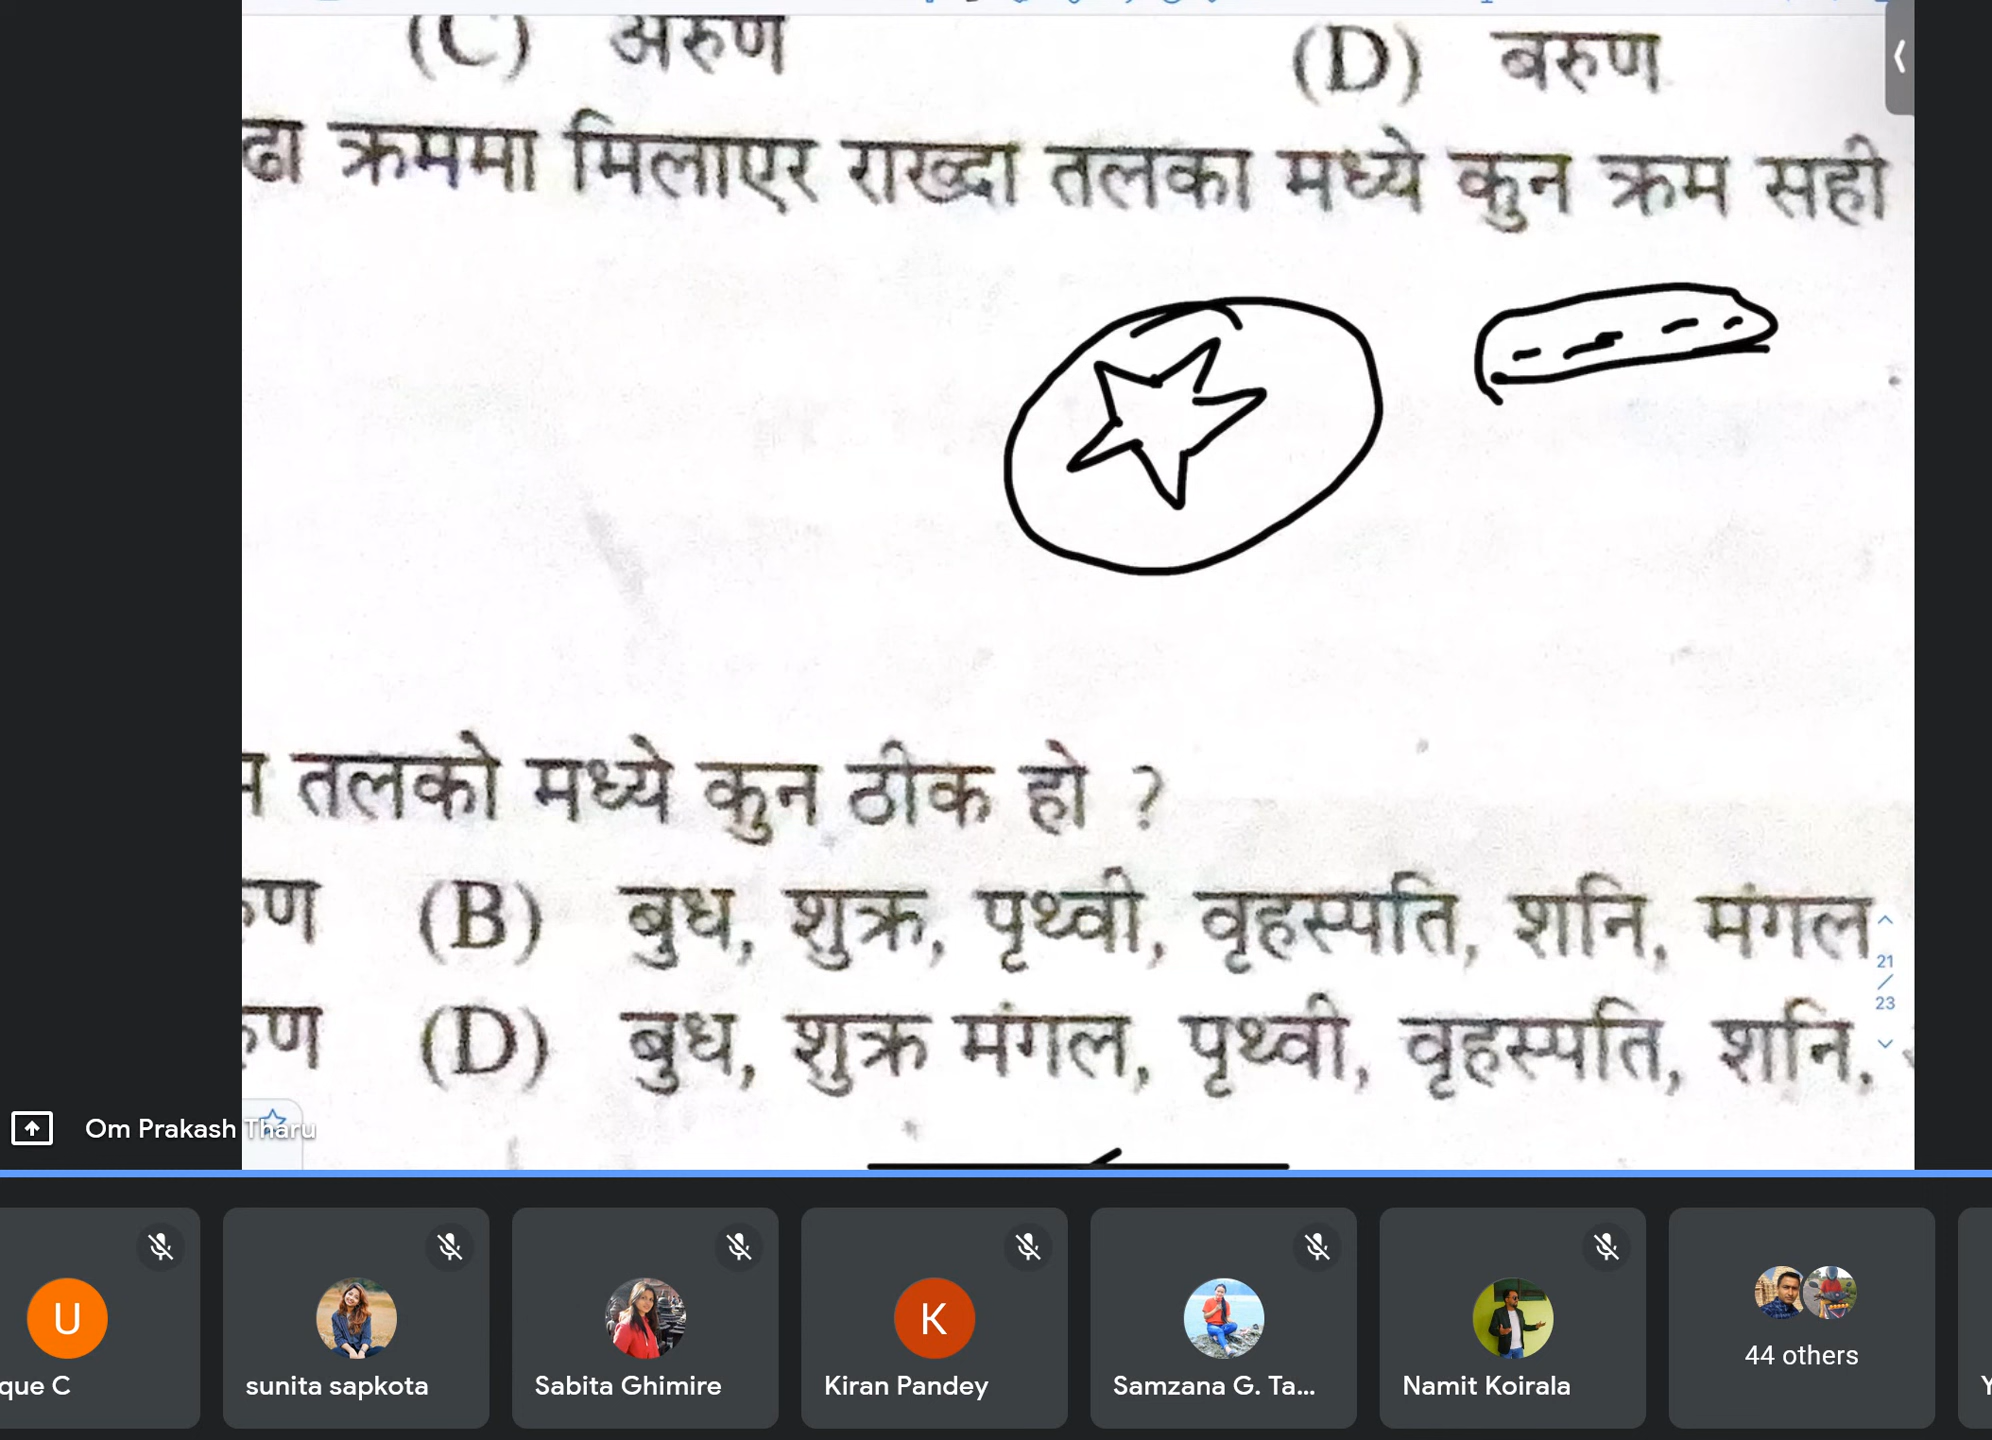 (C) अरुण (D) बरुण
ढा क्रममा मिलाएर राख्दा तलका मध्ये कुन क्रम सही
तलको मध्ये कुन ठीक हो ?
रुण (B) बुध, शुक्र, पृथ्वी, वृहस्पति, शनि, मंगल
रुण (D) बुध, शुक्र मंगल, पृथ्वी, वृहस्पति, शनि,
21
/
23
Om Prakash Tharu
U
K
que C
sunita sapkota
Sabita Ghimire
Kiran Pandey
Samzana G. Ta...
Namit Koirala
44 others
Y